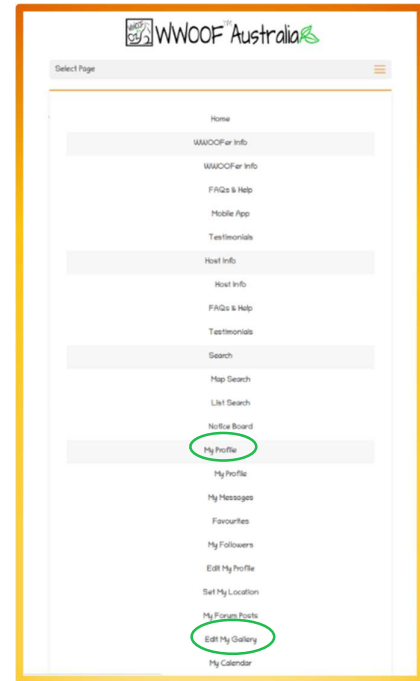 WWOOF Australia
Select Page
Home
WWOOFer Info
WWOOFer Info
FAQs & Help
Mobile App
Testimonials
Host Info
Host Info
FAQs & Help
Testimonials
Search
Map Search
List Search
Notice Board
My Profile
My Profile
My Messages
Favourites
My Followers
Edit My Profile
Set My Location
My Forum Posts
Edit My Gallery
My Calendar